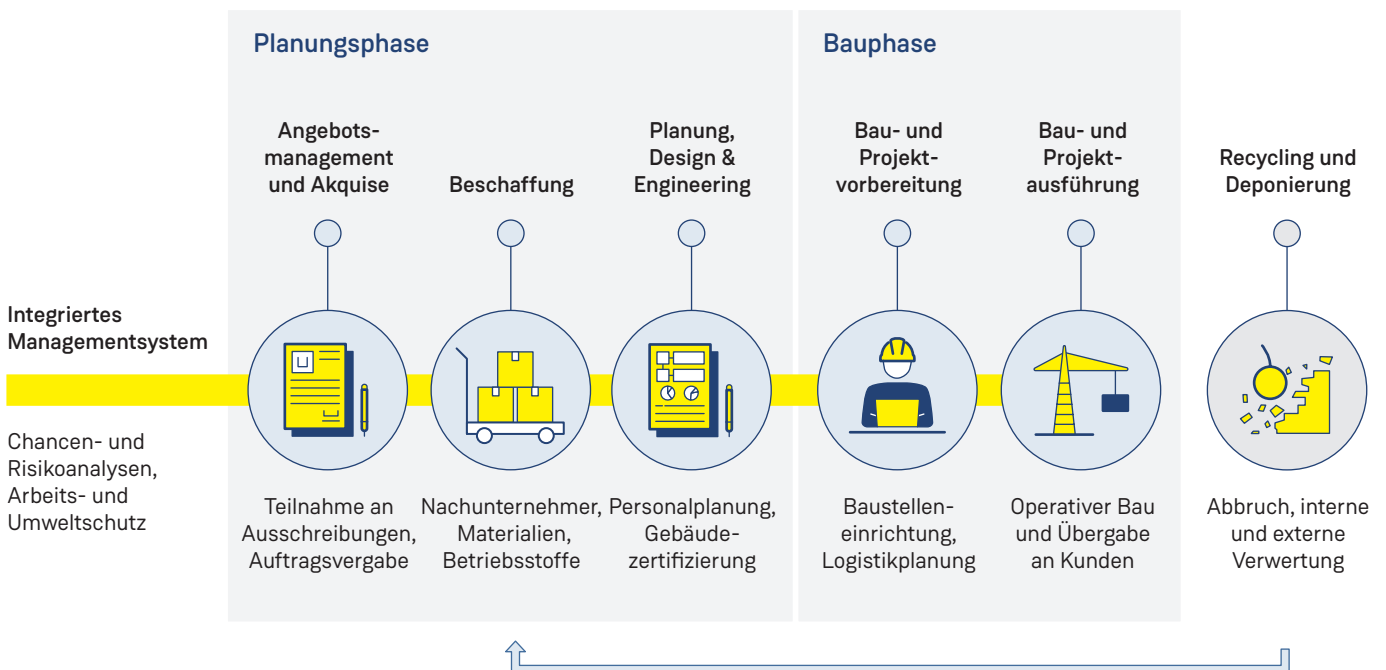 Planungsphase
Bauphase
Angebots-
management
und Akquise
Beschaffung
Planung,
Design &
Engineering
Bau- und
Projekt-
vorbereitung
Bau- und
Projekt-
ausführung
Recycling und
Deponierung
Integriertes
Managementsystem
Chancen- und
Risikoanalysen,
Arbeits- und
Umweltschutz
Teilnahme an
Ausschreibungen,
Auftragsvergabe
Nachunternehmer,
Materialien,
Betriebsstoffe
Personalplanung,
Gebäude-
zertifizierung
Baustellen-
einrichtung,
Logistikplanung
Operativer Bau
und Übergabe
an Kunden
Abbruch, interne
und externe
Verwertung